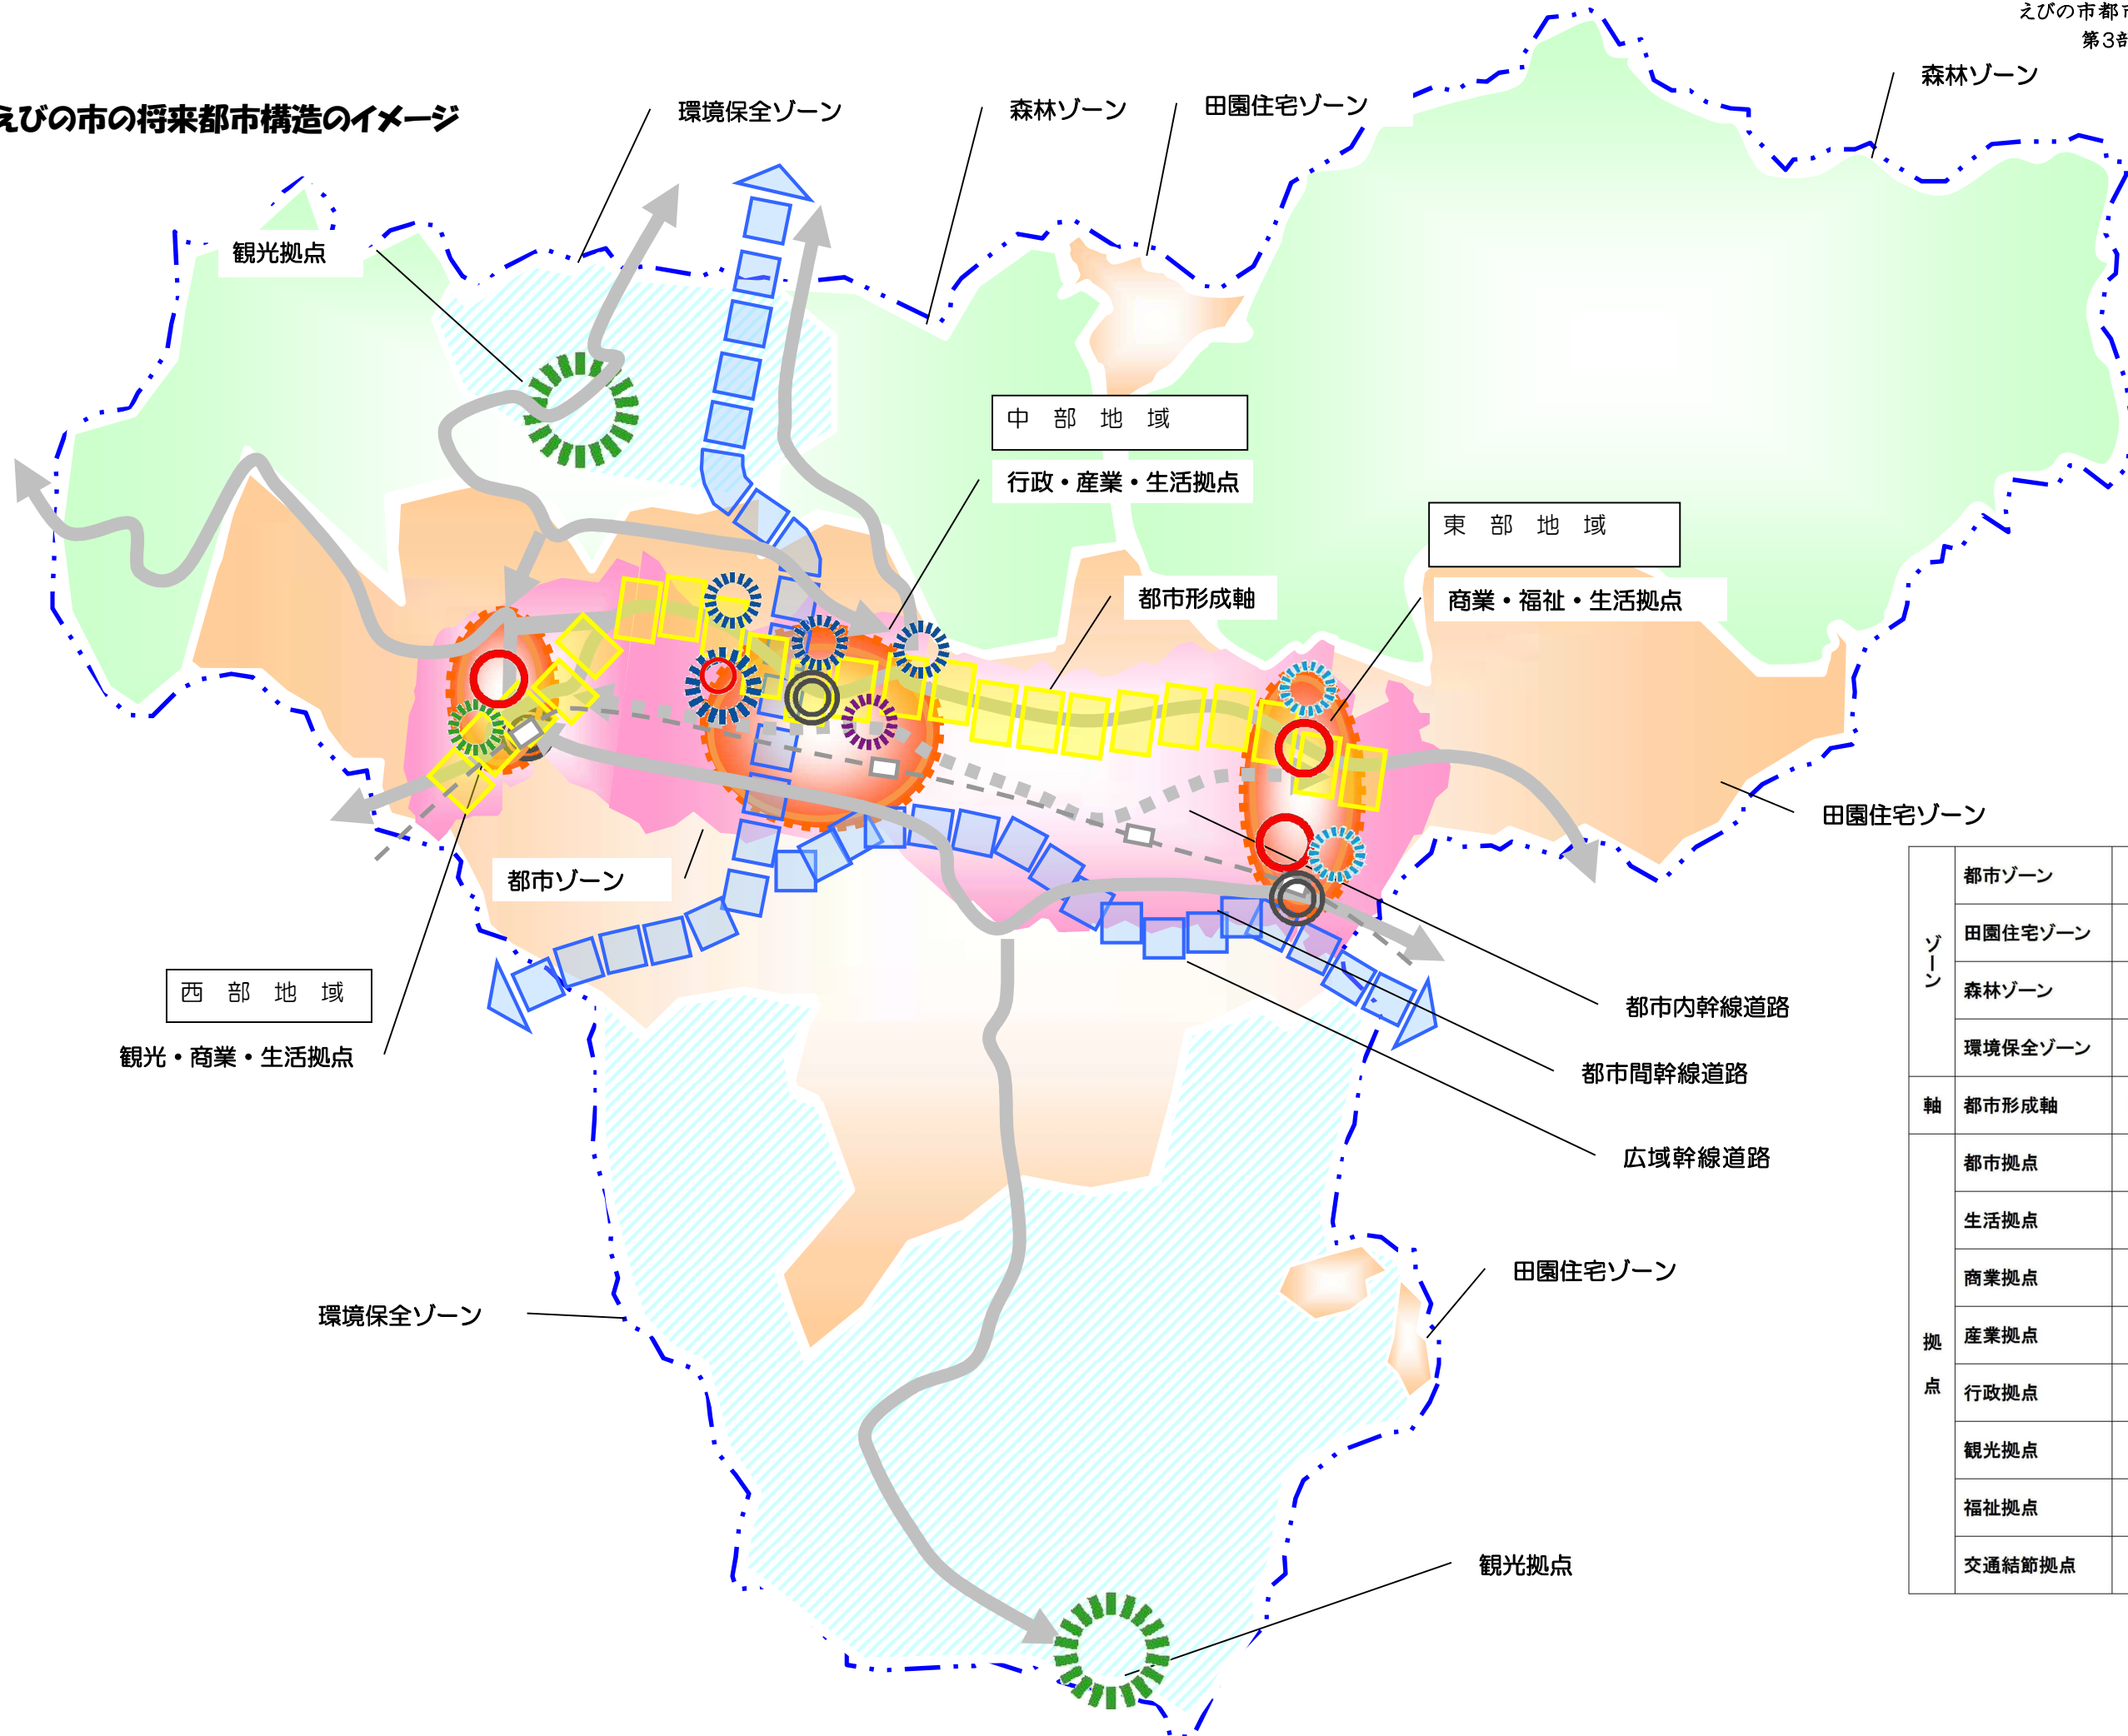 えびの市都市
第3部
えびの市の将来都市構造のイメージ
環境保全ゾーン
森林ゾーン
田園住宅ゾーン
森林ゾーン
観光拠点
中部地域
行政・産業・生活拠点
東部地域
商業・福祉・生活拠点
都市形成軸
田園住宅ゾーン
都市ゾーン
西部地域
観光・商業・生活拠点
都市内幹線道路
都市間幹線道路
広域幹線道路
田園住宅ゾーン
環境保全ゾーン
観光拠点
ゾーン
都市ゾーン
田園住宅ゾーン
森林ゾーン
環境保全ゾーン
軸
都市形成軸
拠点
都市拠点
生活拠点
商業拠点
産業拠点
行政拠点
観光拠点
福祉拠点
交通結節拠点